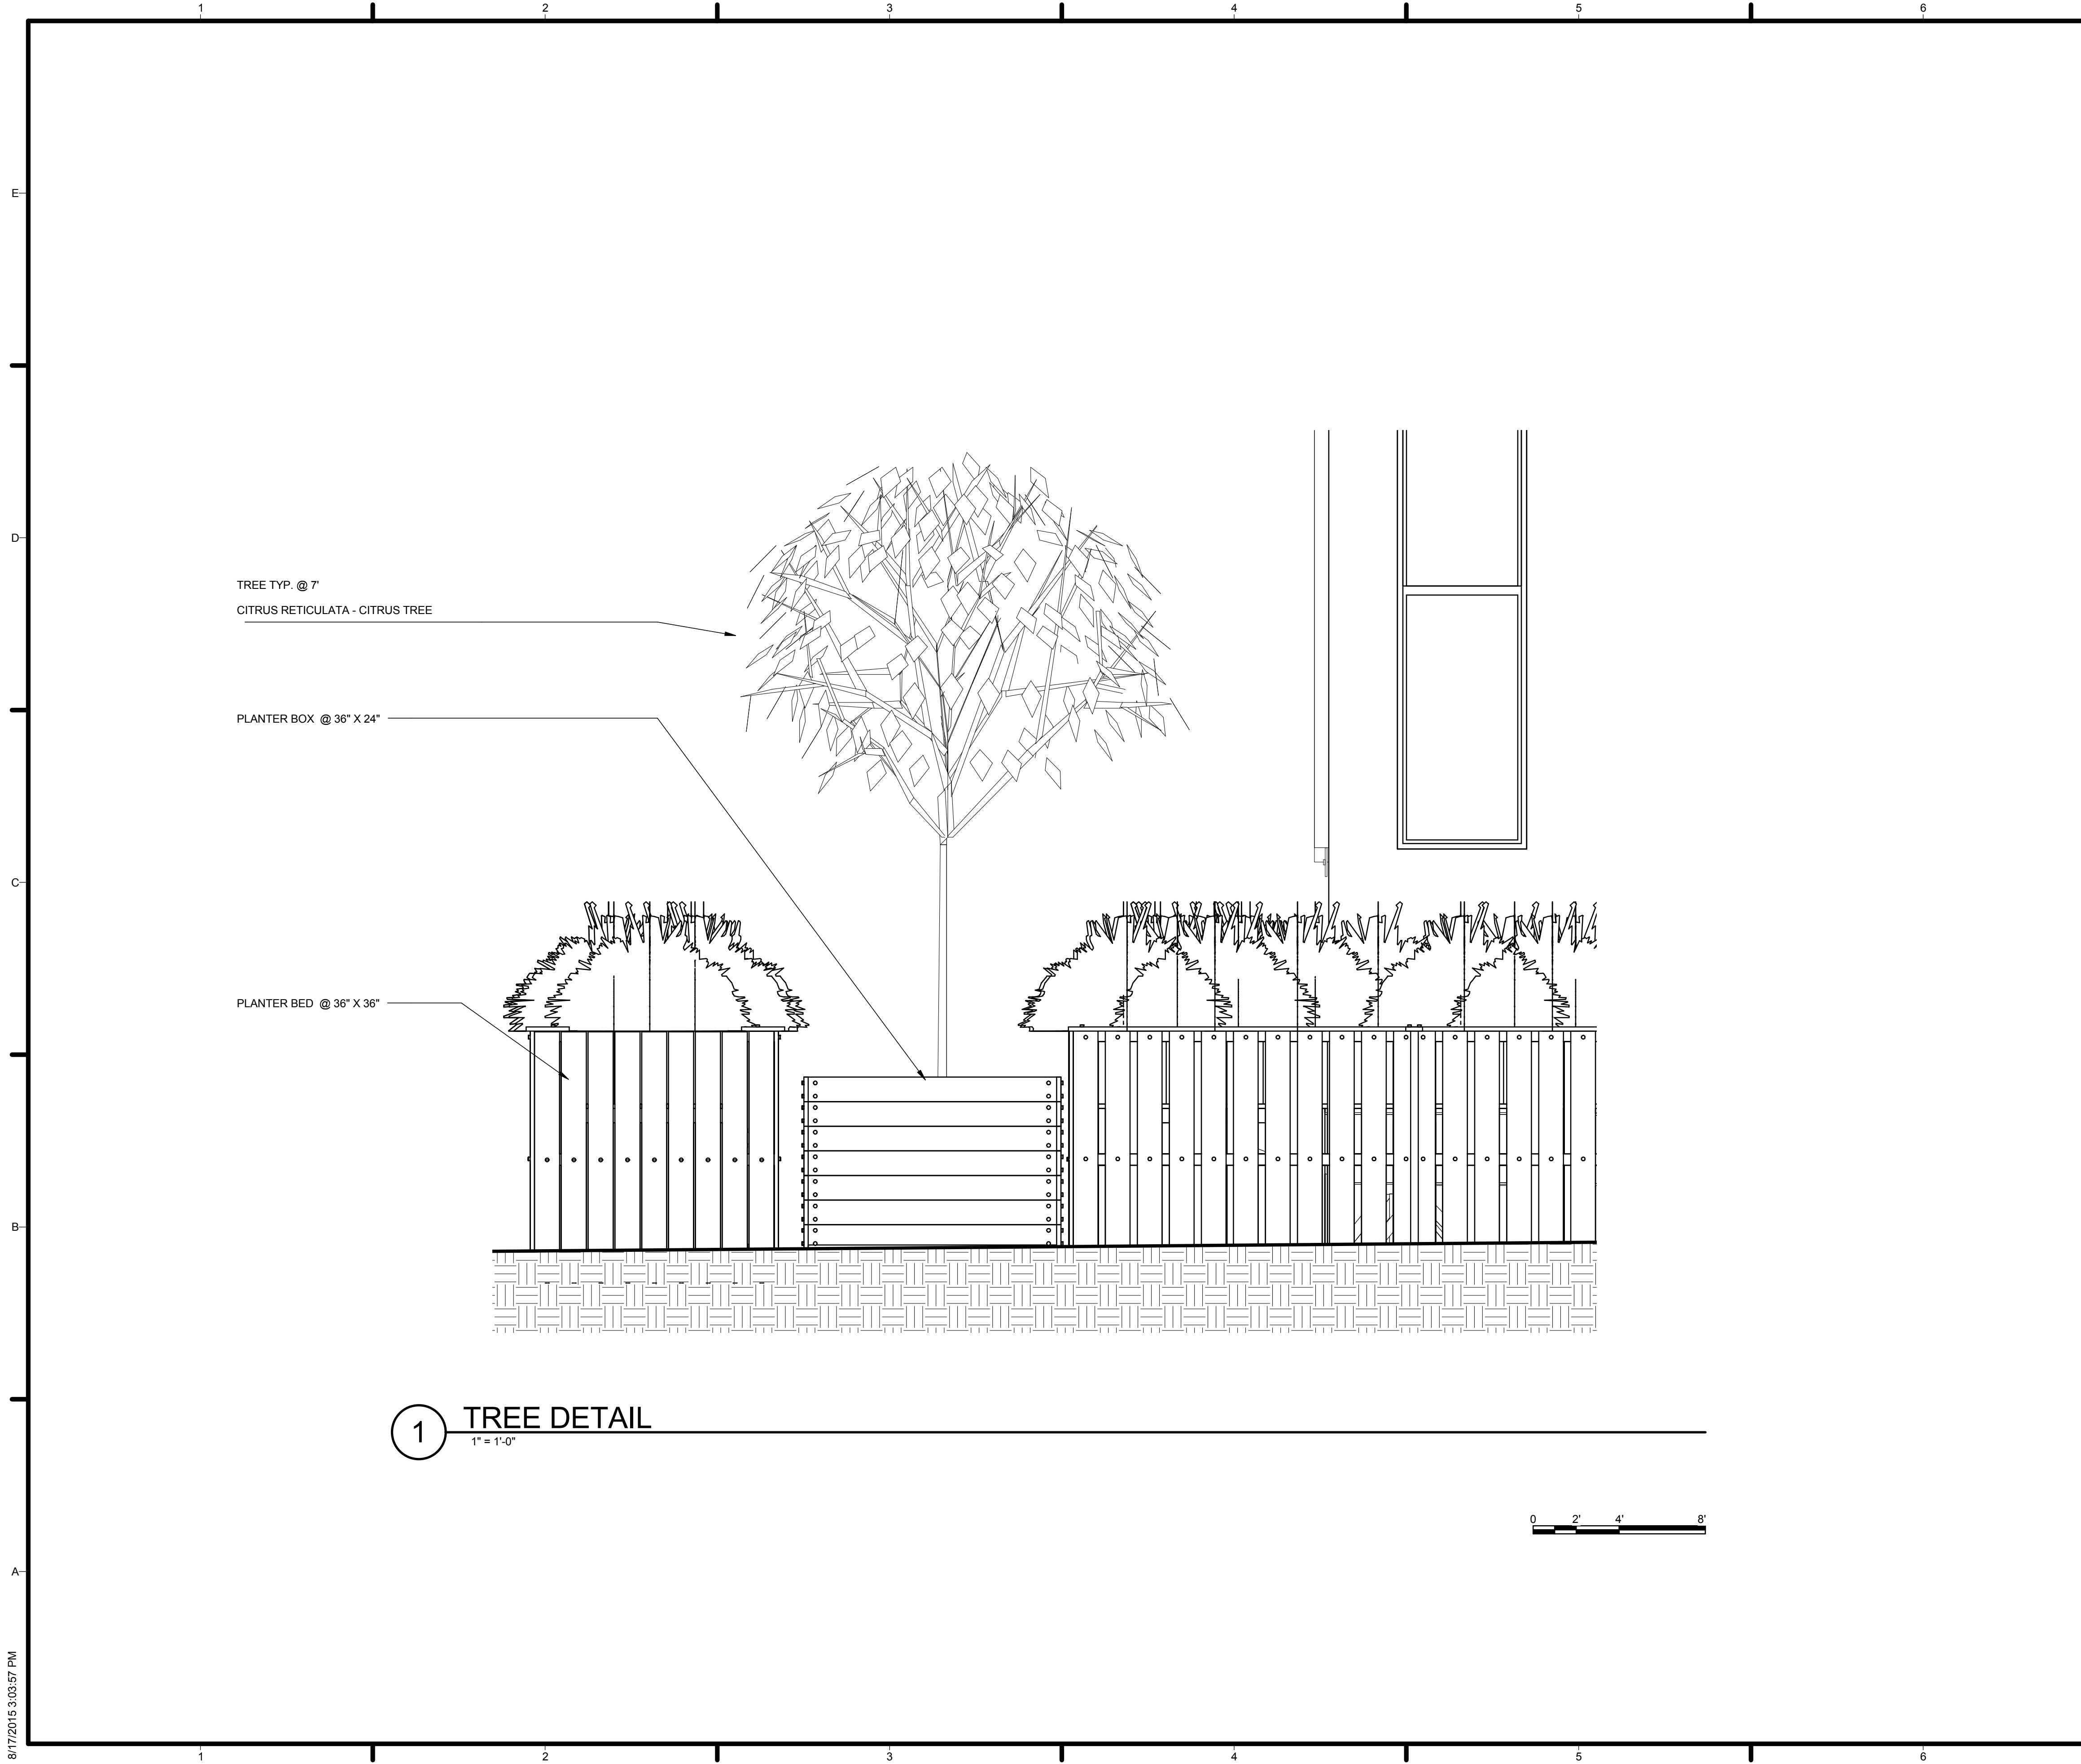 1 2 3 4 5 6
E
D
TREE TYP. @ 7'
CITRUS RETICULATA - CITRUS TREE
PLANTER BOX @ 36" X 24"
C
PLANTER BED @ 36" X 36"
B
1 TREE DETAIL
1" = 1'-0"
0 2' 4' 8'
A
8/17/2015 3:03:57 PM
1 2 3 4 5 6